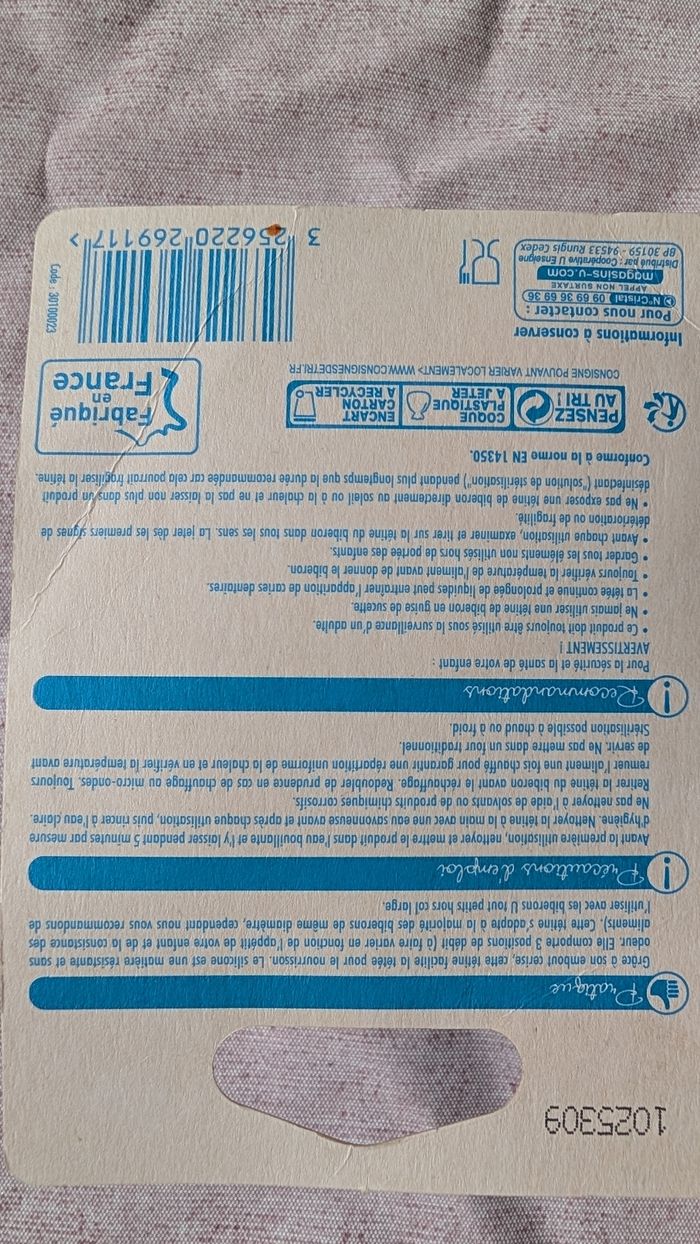 1025309
Pratique
Grâce à son embout cerise, cette tétine facilite la tétée pour le nourrisson. Le silicone est une matière résistante et sans
odeur. Elle comporte 3 positions de débit (à faire varier en fonction de l'appétit de votre enfant et de la consistance des
aliments). Cette tétine s'adapte à la majorité des biberons de même diamètre, cependant nous vous recommandons de
l'utiliser avec les biberons U Tout petits hors col large.
Précautions d'emploi
Avant la première utilisation, nettoyer et mettre le produit dans l'eau bouillante et l'y laisser pendant 5 minutes par mesure
d'hygiène. Nettoyer la tétine à la main avec une eau savonneuse avant et après chaque utilisation, puis rincer à l'eau claire.
Ne pas nettoyer à l'aide de solvants ou de produits chimiques corrosifs.
Retirer la tétine du biberon avant le réchauffage. Redoubler de prudence en cas de chauffage au micro-ondes. Toujours
remuer l'aliment une fois chauffé pour garantir une répartition uniforme de la chaleur et en vérifier la température avant
de servir. Ne pas mettre dans un four traditionnel.
Stérilisation possible à chaud ou à froid.
Recommandations
Pour la sécurité et la santé de votre enfant :
AVERTISSEMENT !
• Ce produit doit toujours être utilisé sous la surveillance d'un adulte.
• Ne jamais utiliser une tétine de biberon en guise de sucette.
• La tétée continue et prolongée de liquides peut entraîner l'apparition de caries dentaires.
• Toujours vérifier la température de l'aliment avant de donner le biberon.
• Garder tous les éléments non utilisés hors de portée des enfants.
• Avant chaque utilisation, examiner et tirer sur la tétine du biberon dans tous les sens. La jeter dès les premiers signes de
détérioration ou de fragilité.
• Ne pas exposer une tétine de biberon directement au soleil ou à la chaleur et ne pas la laisser non plus dans un produit
désinfectant ("solution de stérilisation") pendant plus longtemps que la durée recommandée car cela pourrait fragiliser la tétine.
Conforme à la norme EN 14350.
PENSEZ
AU TRI !
COQUE
PLASTIQUE
À JETER
ENCART
CARTON
À RECYCLER
CONSIGNE POUVANT VARIER LOCALEMENT> WWW.CONSIGNESDETRI.FR
Fabriqué
en
France
Informations à conserver
Pour nous contacter :
N°Cristal 09 69 36 69 36
APPEL NON SURTAXÉ
magasins-u.com
Distribué par : Coopérative U Enseigne
BP 30159 - 94533 Rungis Cedex
Code : 30100023
3 256220 269117 >